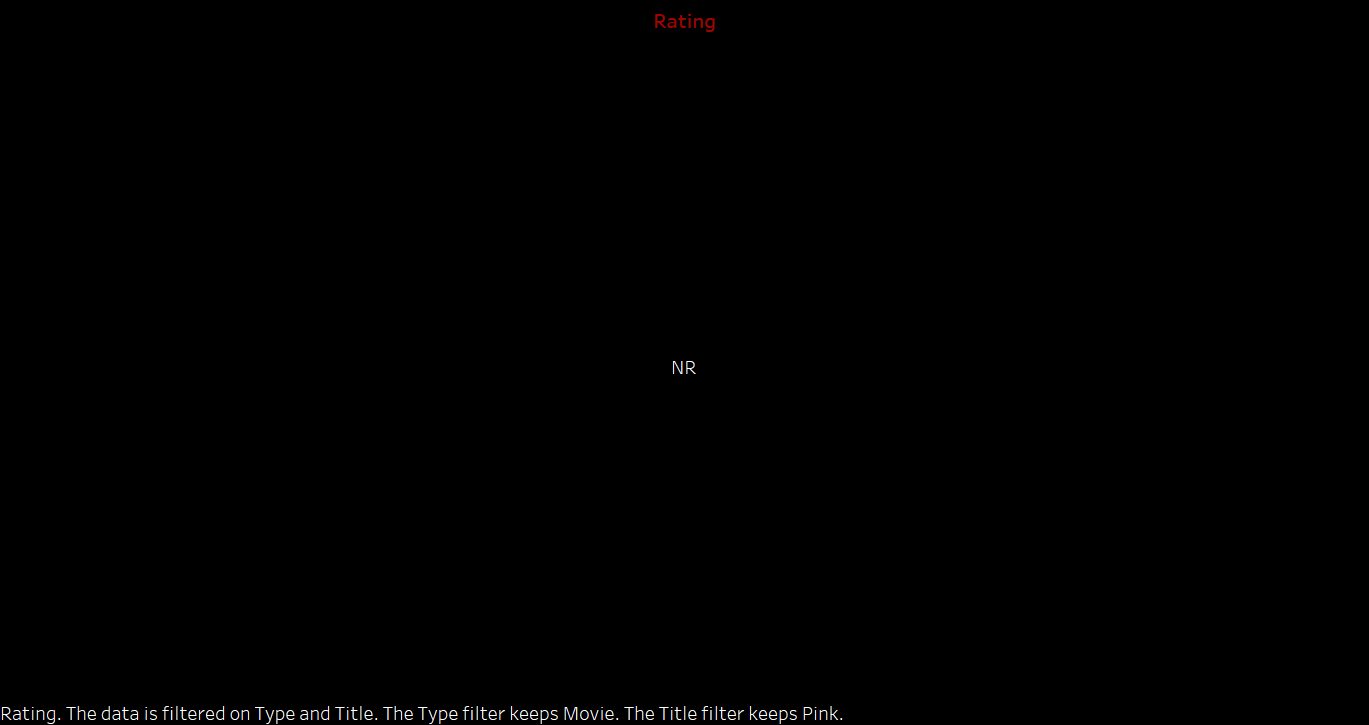 Rating
NR
Rating. The data is filtered on Type and Title. The Type filter keeps Movie. The Title filter keeps Pink.